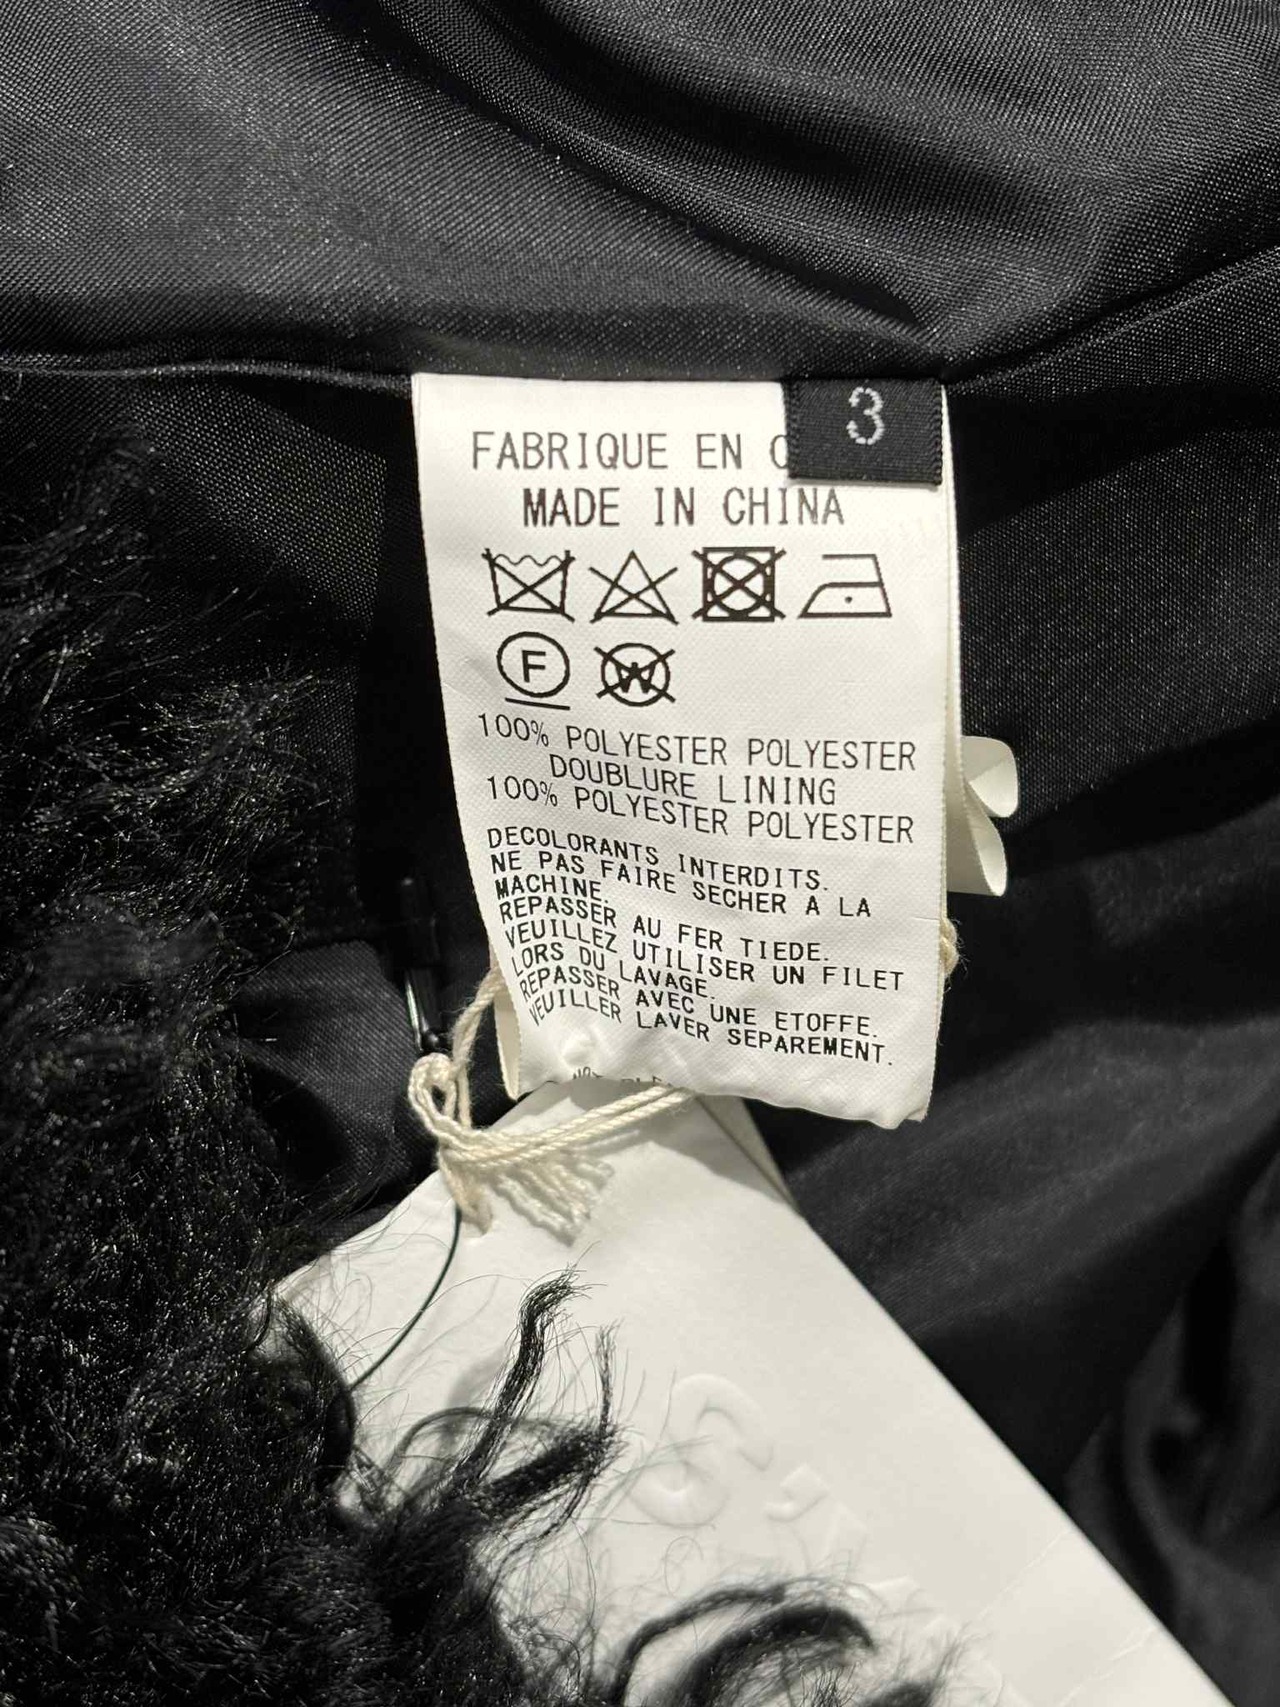 3
FABRIQUE EN
MADE IN CHINA
F
W
100% POLYESTER POLYESTER
DOUBLURE LINING
100% POLYESTER POLYESTER
DECOLORANTS INTERDITS.
NE PAS FAIRE SECHER A LA
MACHINE.
REPASSER AU FER TIEDE.
VEUILLEZ UTILISER UN FILET
LORS DU LAVAGE.
REPASSER AVEC UNE ETOFFE.
VEUILLER LAVER SEPAREMENT.
NOT